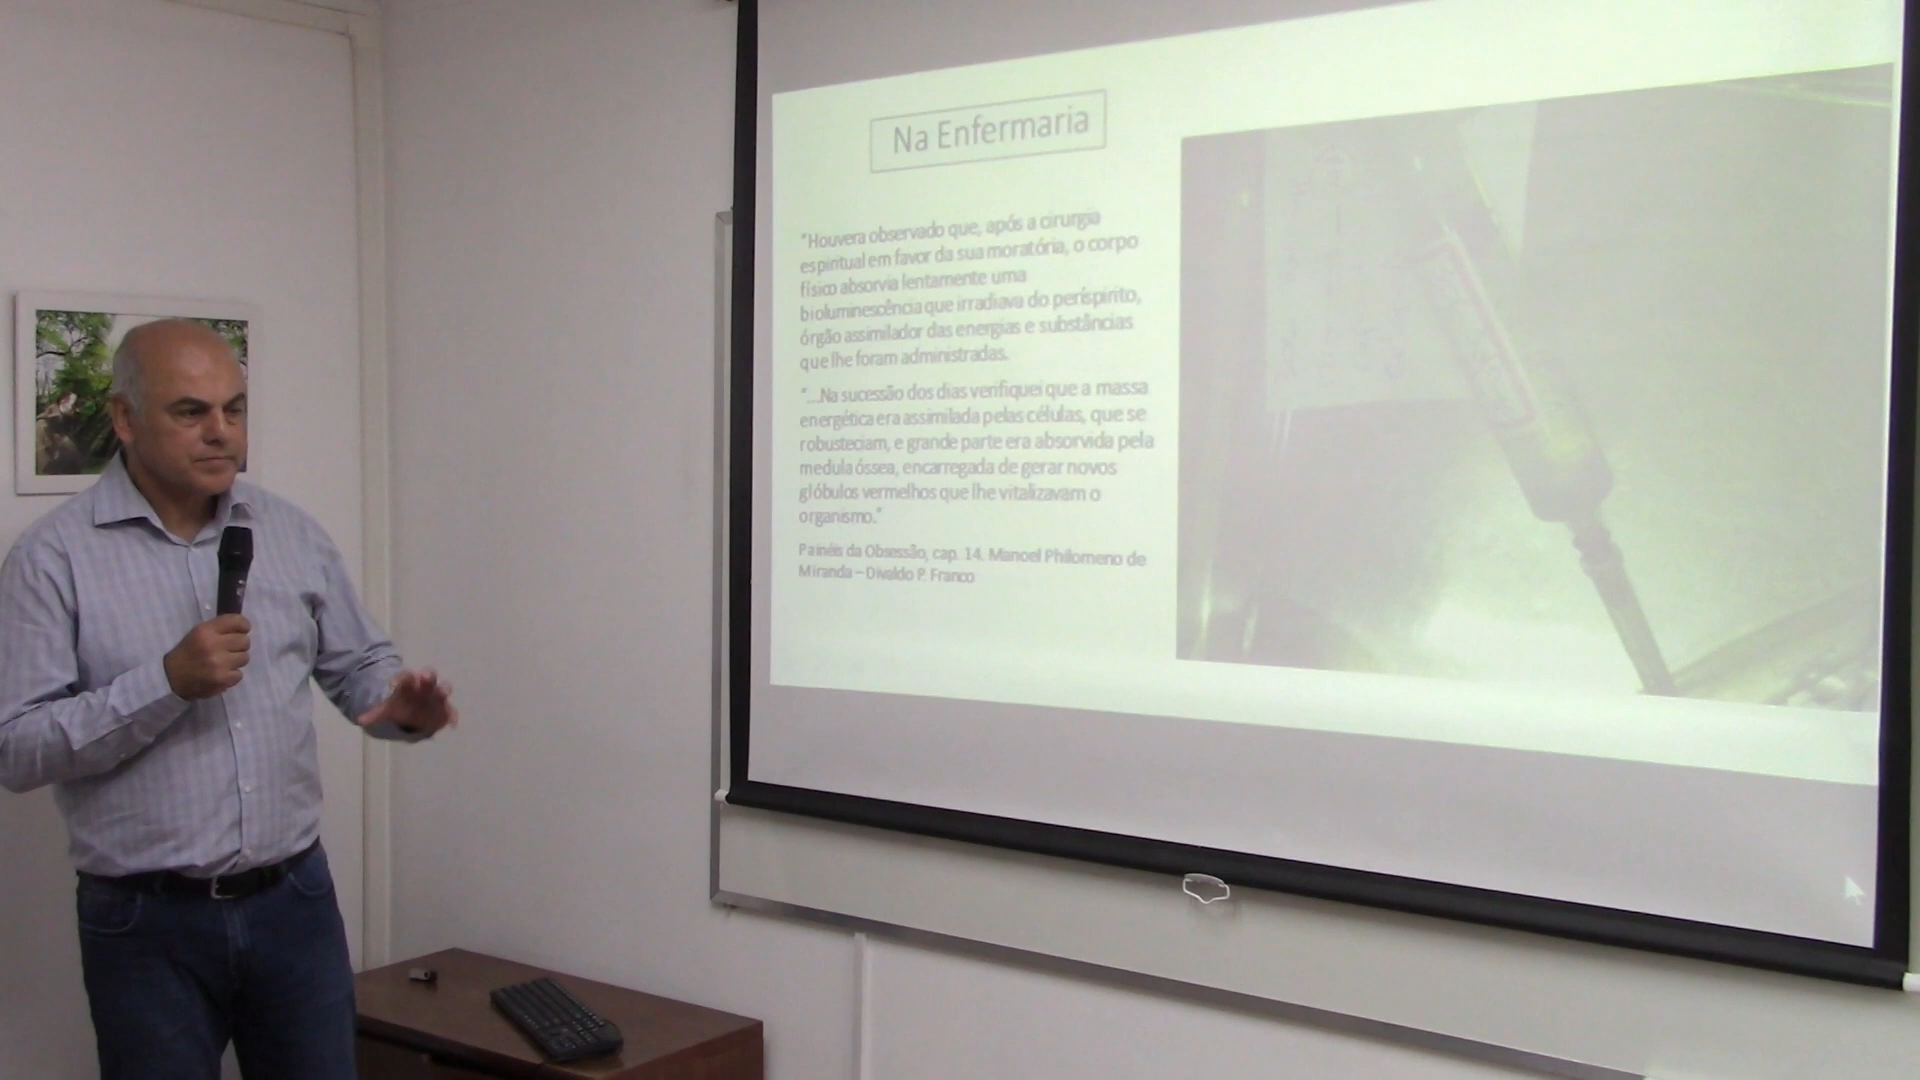 Na Enfermaria
"Houvera observado que, após a cirurgia
espiritual em favor da sua moratória, o corpo
físico absorvia lentamente uma
bioluminescência que irradiava do perispírito,
órgão assimilador das energias e substâncias
que lhe foram administradas.
"...Na sucessão dos dias verifiquei que a massa
energética era assimilada pelas células, que se
robusteciam, e grande parte era absorvida pela
medula óssea, encarregada de gerar novos
glóbulos vermelhos que lhe vitalizavam o
organismo."
Painéis da Obsessão, cap. 14. Manoel Philomeno de
Miranda – Divaldo P. Franco